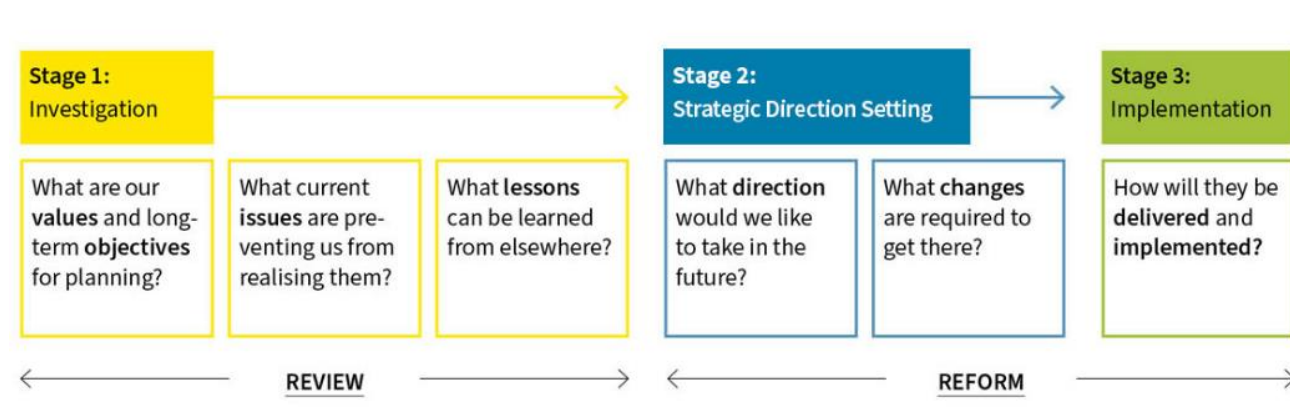 Stage 1:
Investigation
Stage 2:
Strategic Direction Setting
Stage 3:
Implementation
What are our
values and long-
term objectives
for planning?
What current
issues are pre-
venting us from
realising them?
What lessons
can be learned
from elsewhere?
What direction
would we like
to take in the
future?
What changes
are required to
get there?
How will they be
delivered and
implemented?
REVIEW
REFORM